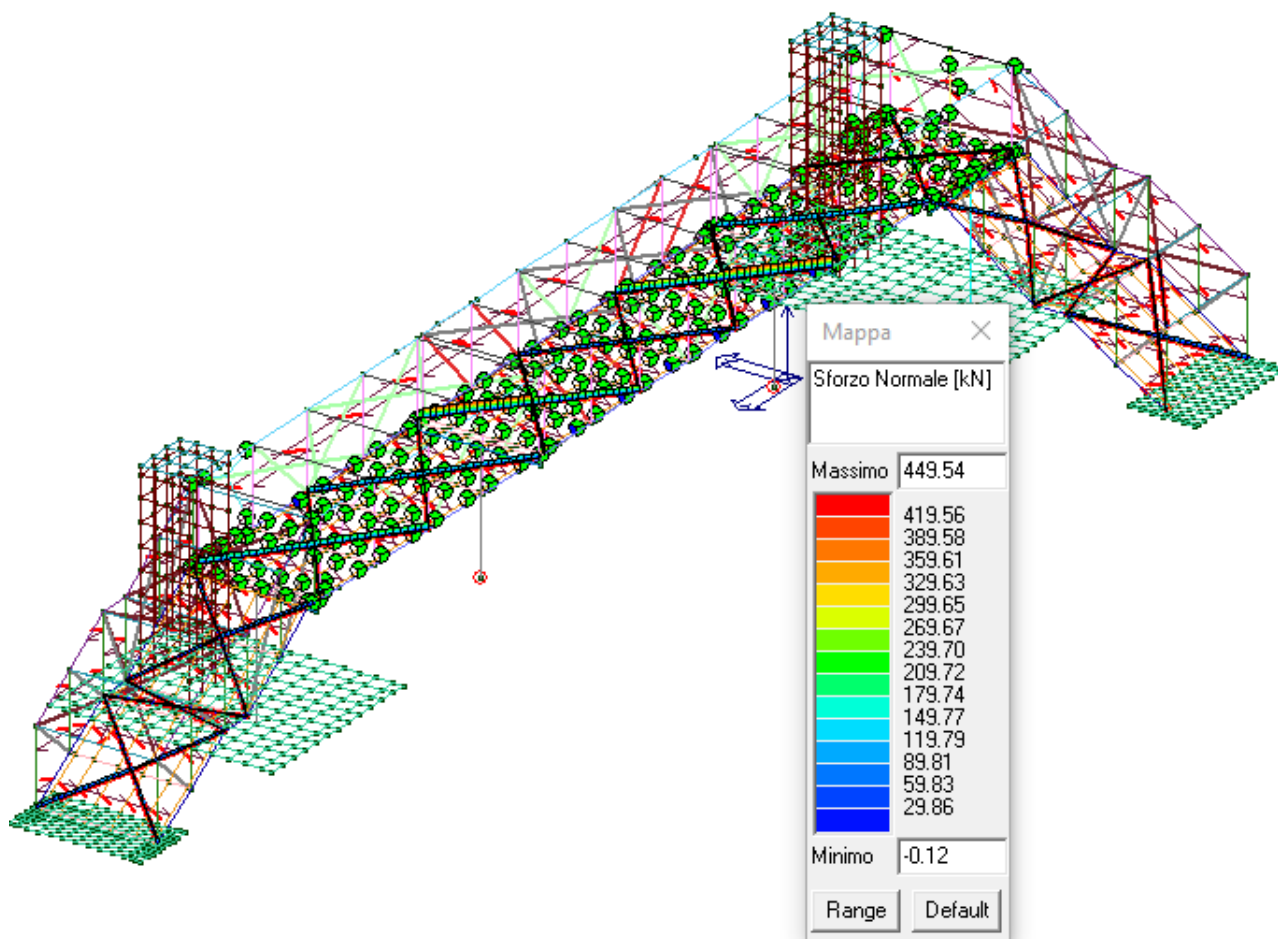 Mappa
Sforzo Normale [kN]
Massimo 449.54
419.56
389.58
359.61
329.63
299.65
269.67
239.70
209.72
179.74
149.77
119.79
89.81
59.83
29.86
Minimo -0.12
Range Default